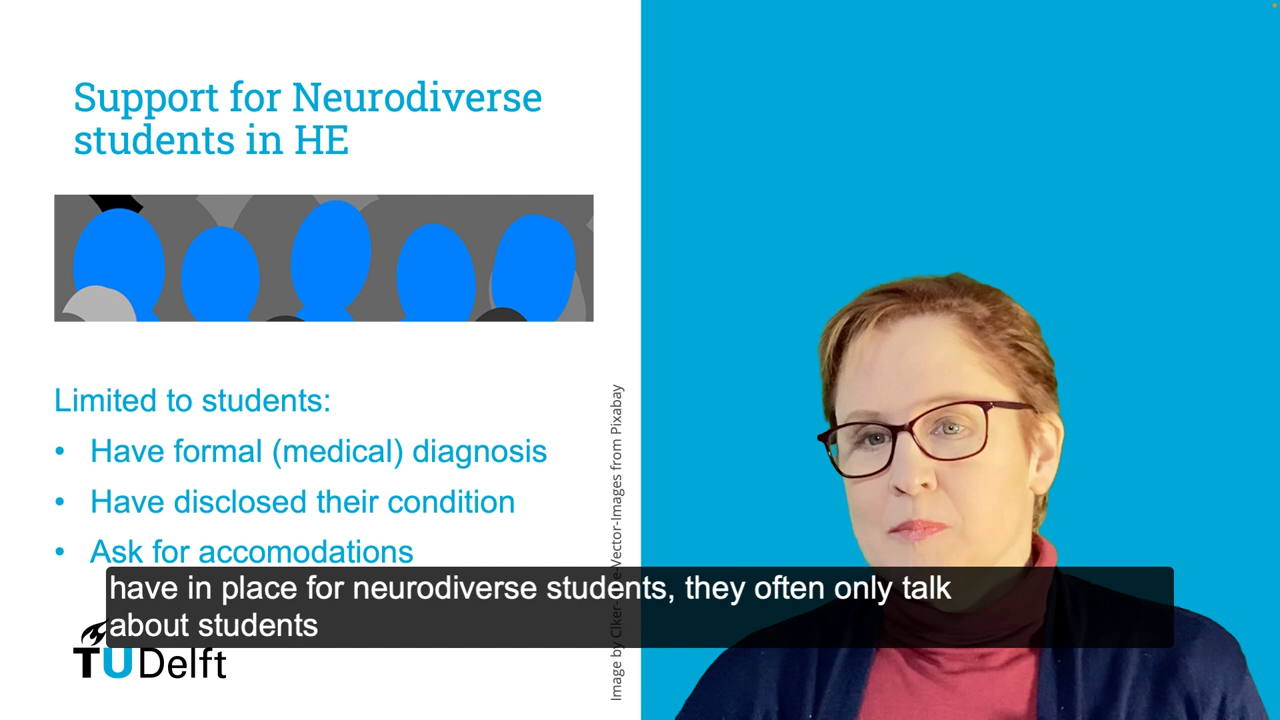 Support for Neurodiverse
students in HE
Limited to students:
• Have formal (medical) diagnosis
• Have disclosed their condition
• Ask for accomodations
have in place for neurodiverse students, they often only talk
about students
TU Delft
Image by Clker-Free-Vector-Images from Pixabay